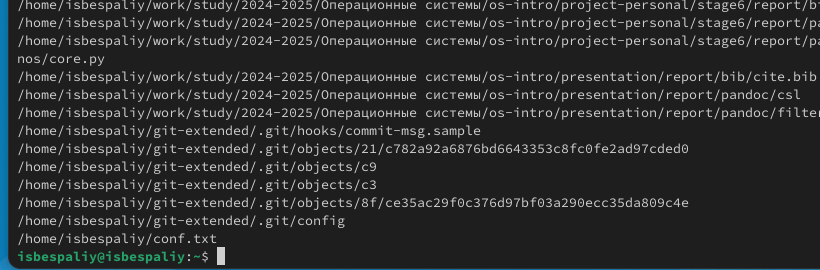 /home/isbespaliy/work/study/2024-2025/Операционные системы/os-intro/project-personal/stage6/report/b
/home/isbespaliy/work/study/2024-2025/Операционные системы/os-intro/project-personal/stage6/report/pa
/home/isbespaliy/work/study/2024-2025/Операционные системы/os-intro/project-personal/stage6/report/pa
nos/core.py
/home/isbespaliy/work/study/2024-2025/Операционные системы/os-intro/presentation/report/bib/cite.bib
/home/isbespaliy/work/study/2024-2025/Операционные системы/os-intro/presentation/report/pandoc/csl
/home/isbespaliy/work/study/2024-2025/Операционные системы/os-intro/presentation/report/pandoc/filter
/home/isbespaliy/git-extended/.git/hooks/commit-msg.sample
/home/isbespaliy/git-extended/.git/objects/21/c782a92a6876bd6643353c8fc0fe2ad97cded0
/home/isbespaliy/git-extended/.git/objects/c9
/home/isbespaliy/git-extended/.git/objects/c3
/home/isbespaliy/git-extended/.git/objects/8f/ce35ac29f0c376d97bf03a290ecc35da809c4e
/home/isbespaliy/git-extended/.git/config
/home/isbespaliy/conf.txt
isbespaliy@isbespaliy:~$